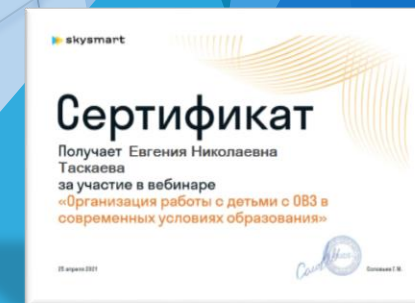 skysmart
Сертификат
Получает Евгения Николаевна
Таскаева
за участие в вебинаре
«Организация работы с детьми с ОВЗ в
современных условиях образования»
25 апреля 2021
Соловьев Г.М.